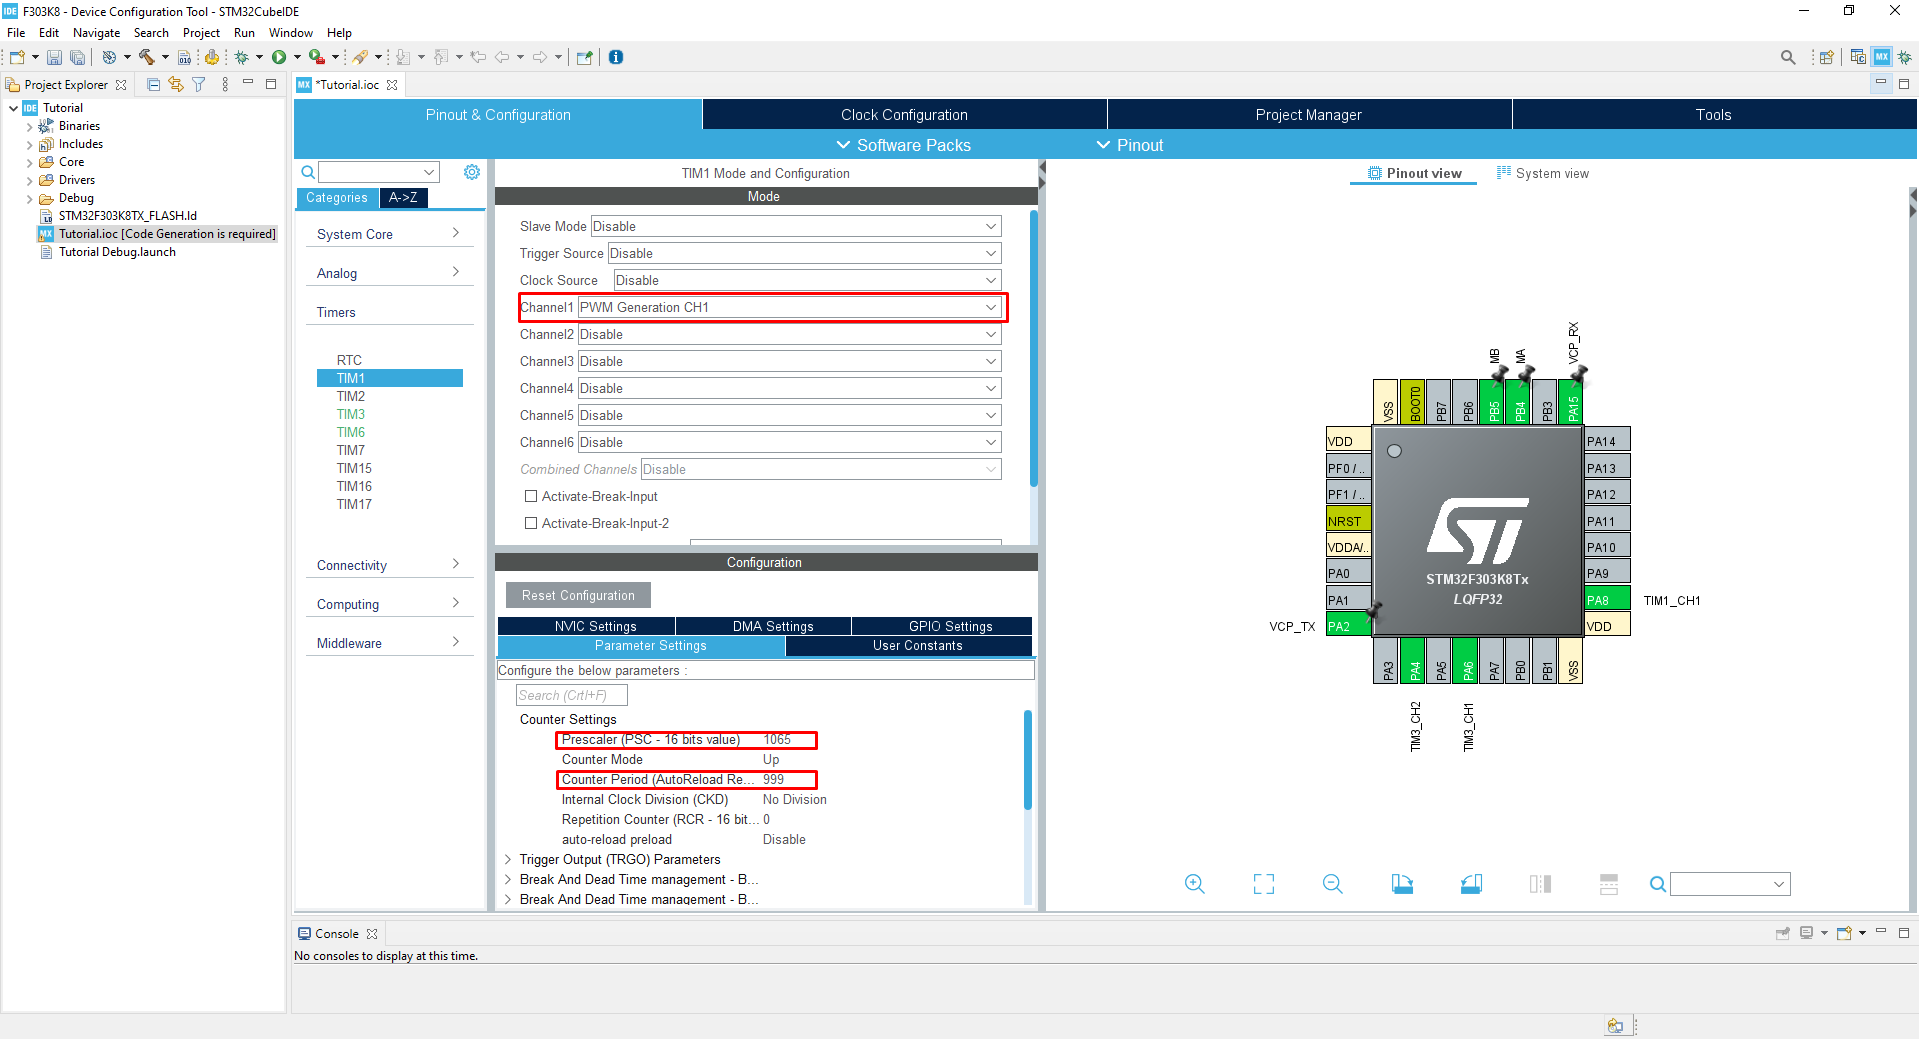 IDE F303K8 - Device Configuration Tool - STM32CubeIDE
File Edit Navigate Search Project Run Window Help
010
MX
Project Explorer
IDE Tutorial
Binaries
Includes
Core
Drivers
Debug
STM32F303K8TX_FLASH.ld
MX Tutorial.ioc [Code Generation is required]
Tutorial Debug.launch
MX *Tutorial.ioc
Pinout & Configuration
Clock Configuration
Project Manager
Tools
Software Packs
Pinout
Categories
A->Z
System Core
Analog
Timers
RTC
TIM1
TIM2
TIM3
TIM6
TIM7
TIM15
TIM16
TIM17
Connectivity
Computing
Middleware
TIM1 Mode and Configuration
Mode
Slave Mode Disable
Trigger Source Disable
Clock Source Disable
Channel1 PWM Generation CH1
Channel2 Disable
Channel3 Disable
Channel4 Disable
Channel5 Disable
Channel6 Disable
Combined Channels Disable
Activate-Break-Input
Activate-Break-Input-2
Configuration
Reset Configuration
NVIC Settings
DMA Settings
GPIO Settings
Parameter Settings
User Constants
Configure the below parameters :
Search (Crtl+F)
Counter Settings
Prescaler (PSC - 16 bits value) 1065
Counter Mode Up
Counter Period (AutoReload Re... 999
Internal Clock Division (CKD) No Division
Repetition Counter (RCR - 16 bit... 0
auto-reload preload Disable
Trigger Output (TRGO) Parameters
Break And Dead Time management - B...
Break And Dead Time management - B...
Pinout view
System view
MB
MA
VCP_RX
VSS
BOOT0
PB7
PB6
PB5
PB4
PB3
PA15
VDD
PF0 / ..
PF1 / ..
NRST
VDDA/..
PA0
PA1
VCP_TX
PA2
ST
STM32F303K8Tx
LQFP32
PA14
PA13
PA12
PA11
PA10
PA9
PA8
TIM1_CH1
VDD
PA3
PA4
PA5
PA6
PA7
PB0
PB1
VSS
TIM3_CH2
TIM3_CH1
Console
No consoles to display at this time.